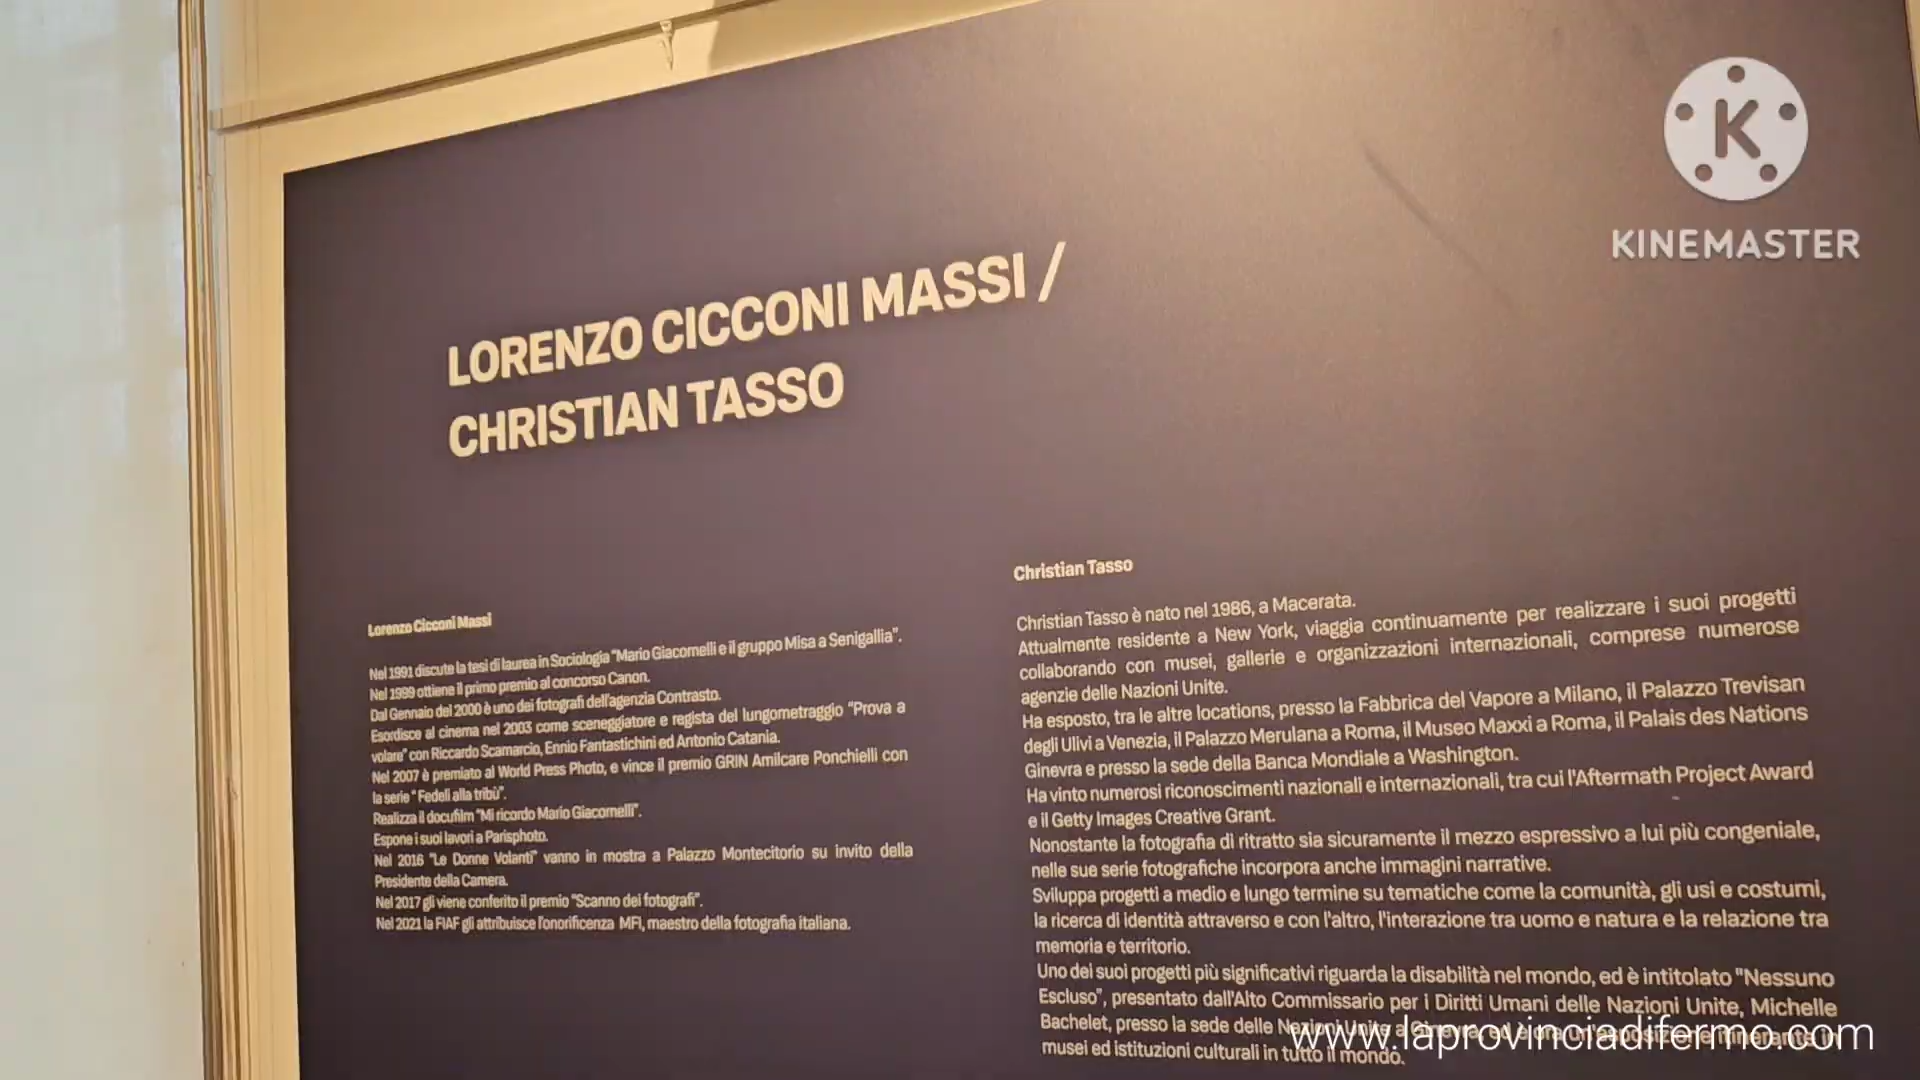 K
KINEMASTER
LORENZO CICCONI MASSI /
CHRISTIAN TASSO
Lorenzo Cicconi Massi
Nel 1991 discute la tesi di laurea in Sociologia "Mario Giacomelli e il gruppo Misa a Senigallia".
Nel 1999 ottiene il primo premio al concorso Canon.
Dal Gennaio del 2000 è uno dei fotografi dell'agenzia Contrasto.
Esordisce al cinema nel 2003 come sceneggiatore e regista del lungometraggio "Prova a
volare" con Riccardo Scamarcio, Ennio Fantastichini ed Antonio Catania.
Nel 2007 è premiato al World Press Photo, e vince il premio GRIN Amilcare Ponchielli con
la serie " Fedeli alla tribù".
Realizza il docufilm "Mi ricordo Mario Giacomelli".
Espone i suoi lavori a Parisphoto.
Nel 2016 "Le Donne Volanti" vanno in mostra a Palazzo Montecitorio su invito della
Presidente della Camera.
Nel 2017 gli viene conferito il premio "Scanno dei fotografi".
Nel 2021 la FIAF gli attribuisce l'onorificenza MFI, maestro della fotografia italiana.
Christian Tasso
Christian Tasso è nato nel 1986, a Macerata.
Attualmente residente a New York, viaggia continuamente per realizzare i suoi progetti
collaborando con musei, gallerie e organizzazioni internazionali, comprese numerose
agenzie delle Nazioni Unite.
Ha esposto, tra le altre locations, presso la Fabbrica del Vapore a Milano, il Palazzo Trevisan
degli Ulivi a Venezia, il Palazzo Merulana a Roma, il Museo Maxxi a Roma, il Palais des Nations
Ginevra e presso la sede della Banca Mondiale a Washington.
Ha vinto numerosi riconoscimenti nazionali e internazionali, tra cui l'Aftermath Project Award
e il Getty Images Creative Grant.
Nonostante la fotografia di ritratto sia sicuramente il mezzo espressivo a lui più congeniale,
nelle sue serie fotografiche incorpora anche immagini narrative.
Sviluppa progetti a medio e lungo termine su tematiche come la comunità, gli usi e costumi,
la ricerca di identità attraverso e con l'altro, l'interazione tra uomo e natura e la relazione tra
memoria e territorio.
Uno dei suoi progetti più significativi riguarda la disabilità nel mondo, ed è intitolato "Nessuno
Escluso", presentato dall'Alto Commissario per i Diritti Umani delle Nazioni Unite, Michelle
Bachelet, presso la sede delle Nazioni Unite a Ginevra, ed è ora un'esposizione itinerante in
musei ed istituzioni culturali in tutto il mondo.
www.laprovinciadifermo.com